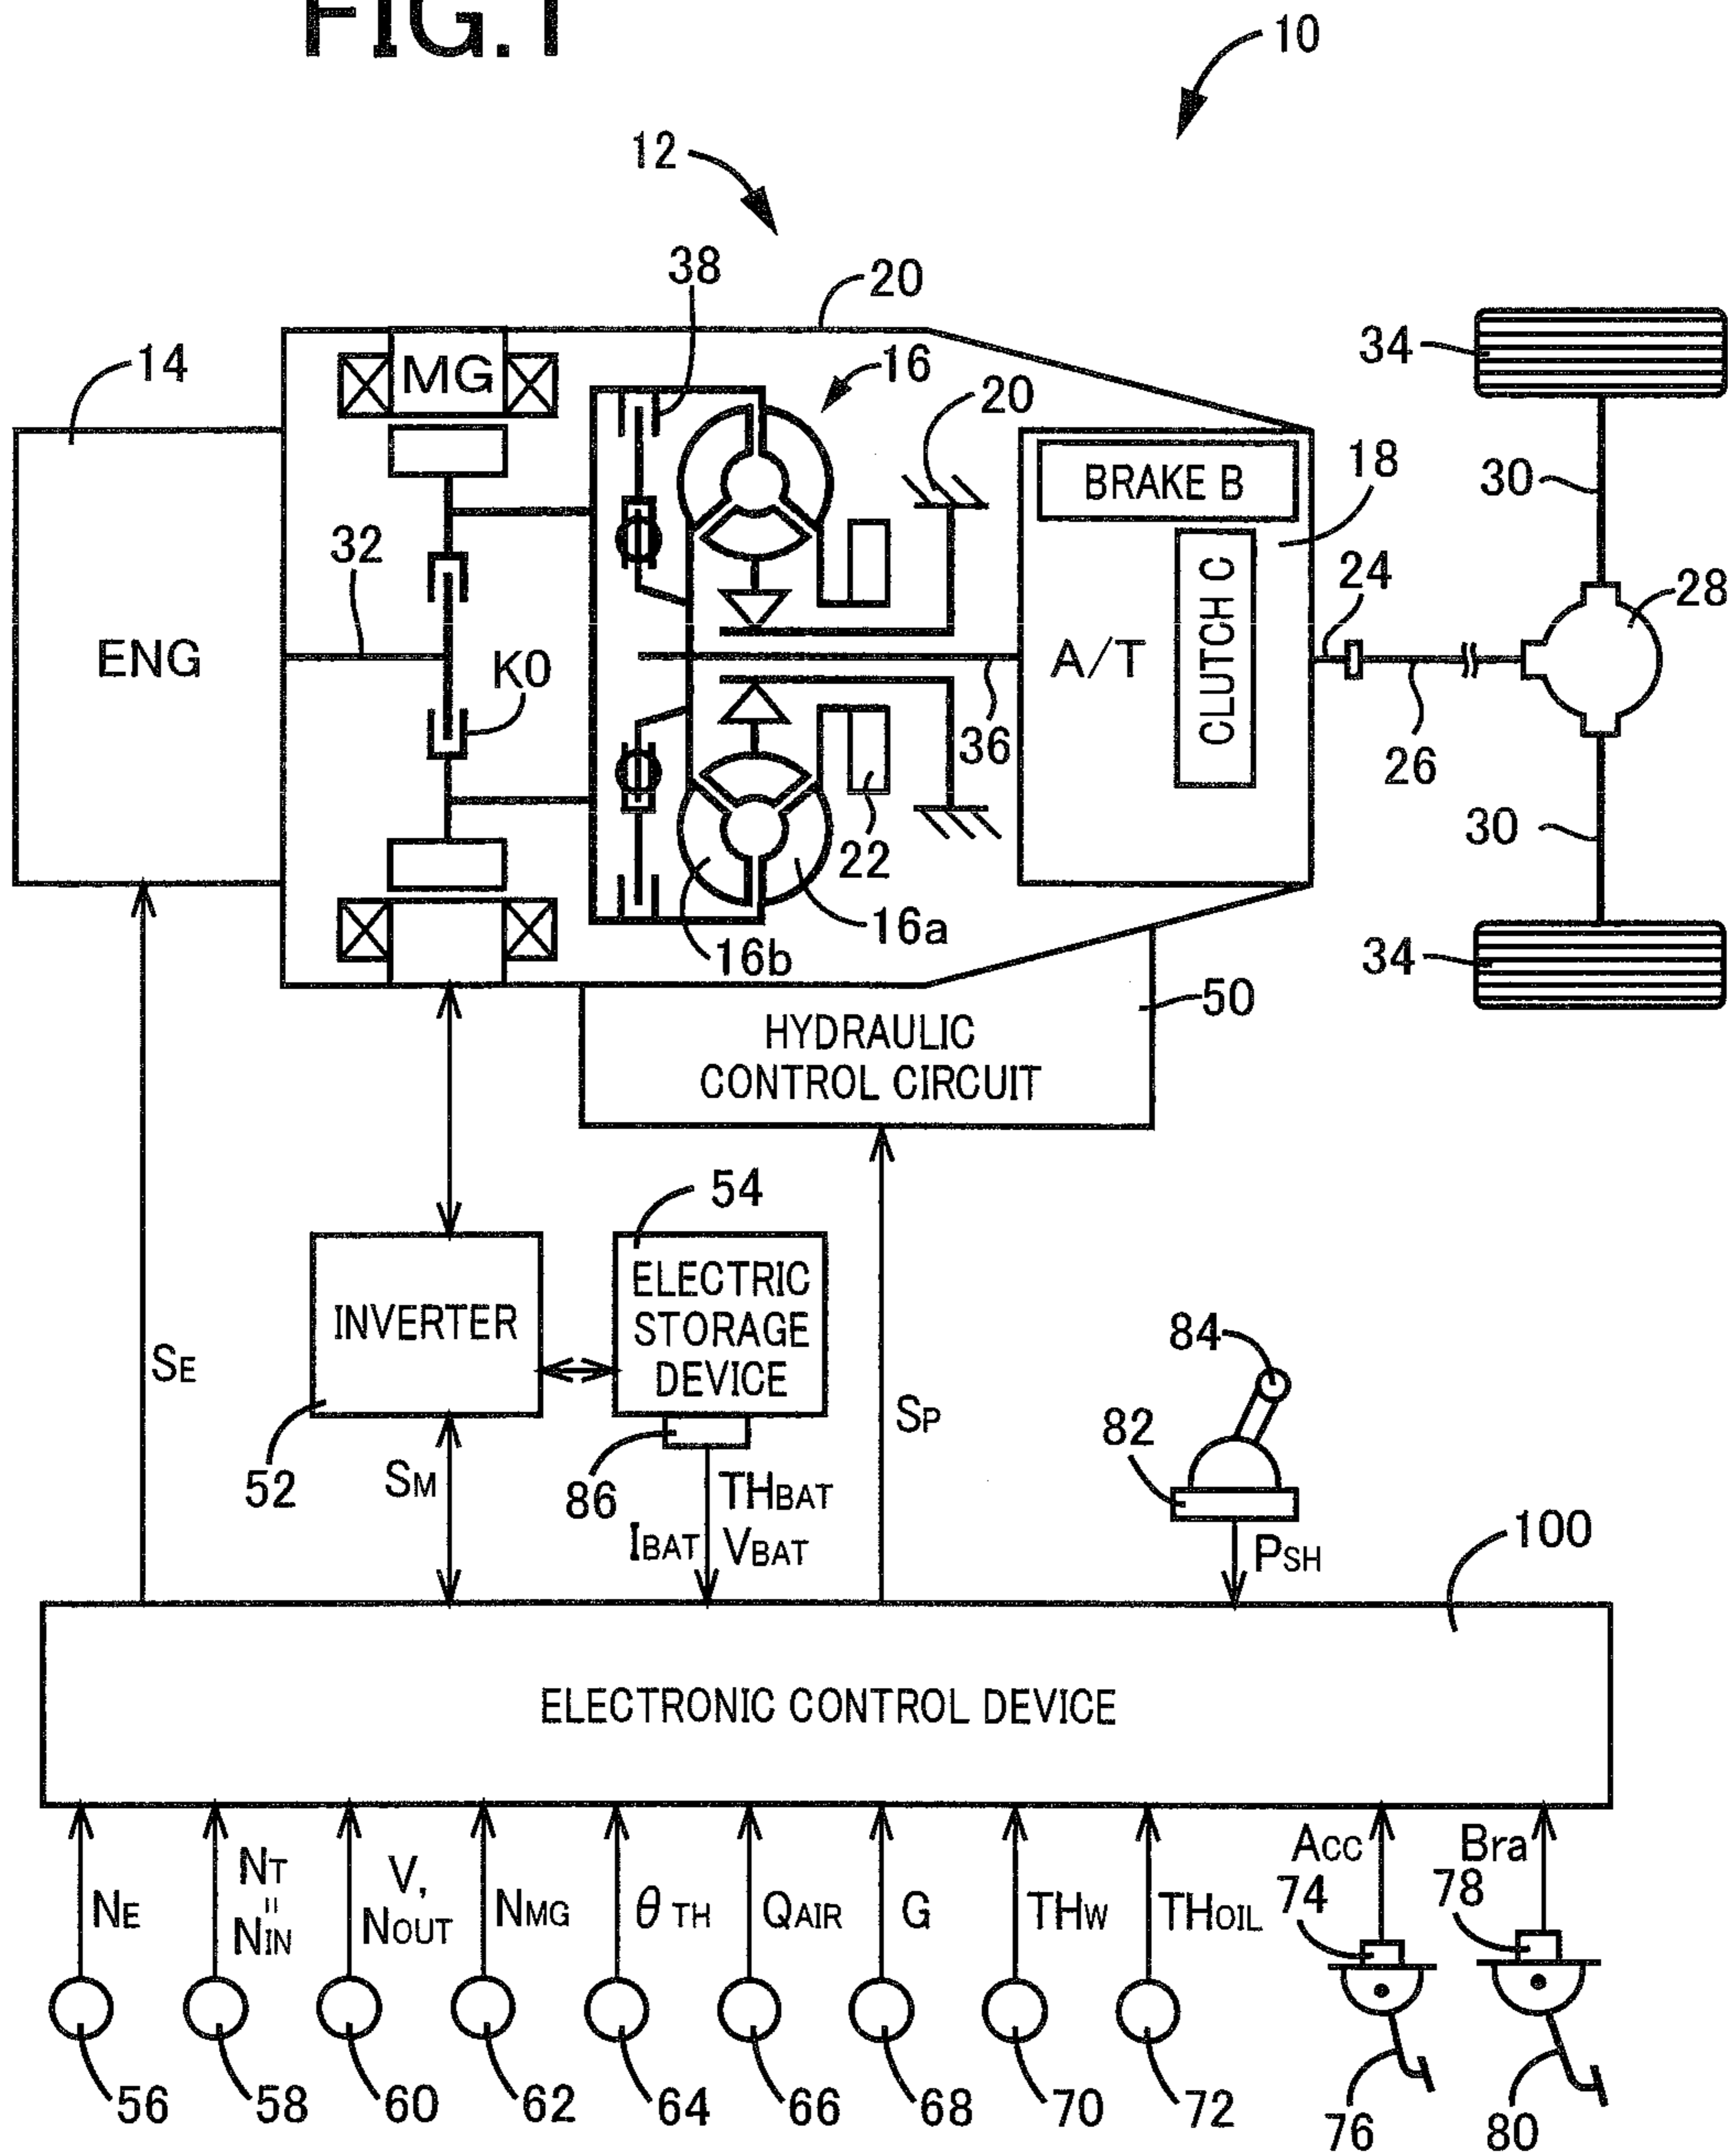 FIG.1
10
12
38
20
14
MG
16
20
34
BRAKE B
18
30
32
24
28
ENG
K0
A/T
CLUTCH C
36
26
22
30
16a
16b
34
50
HYDRAULIC
CONTROL CIRCUIT
54
INVERTER
ELECTRIC
STORAGE
DEVICE
84
SE
SP
82
52
SM
86
THBAT
IBAT
VBAT
PSH
100
ELECTRONIC CONTROL DEVICE
NE
NT
=
NIN
V,
NOUT
NMG
θTH
QAIR
G
THW
THOIL
ACC
74
Bra
78
56
58
60
62
64
66
68
70
72
76
80